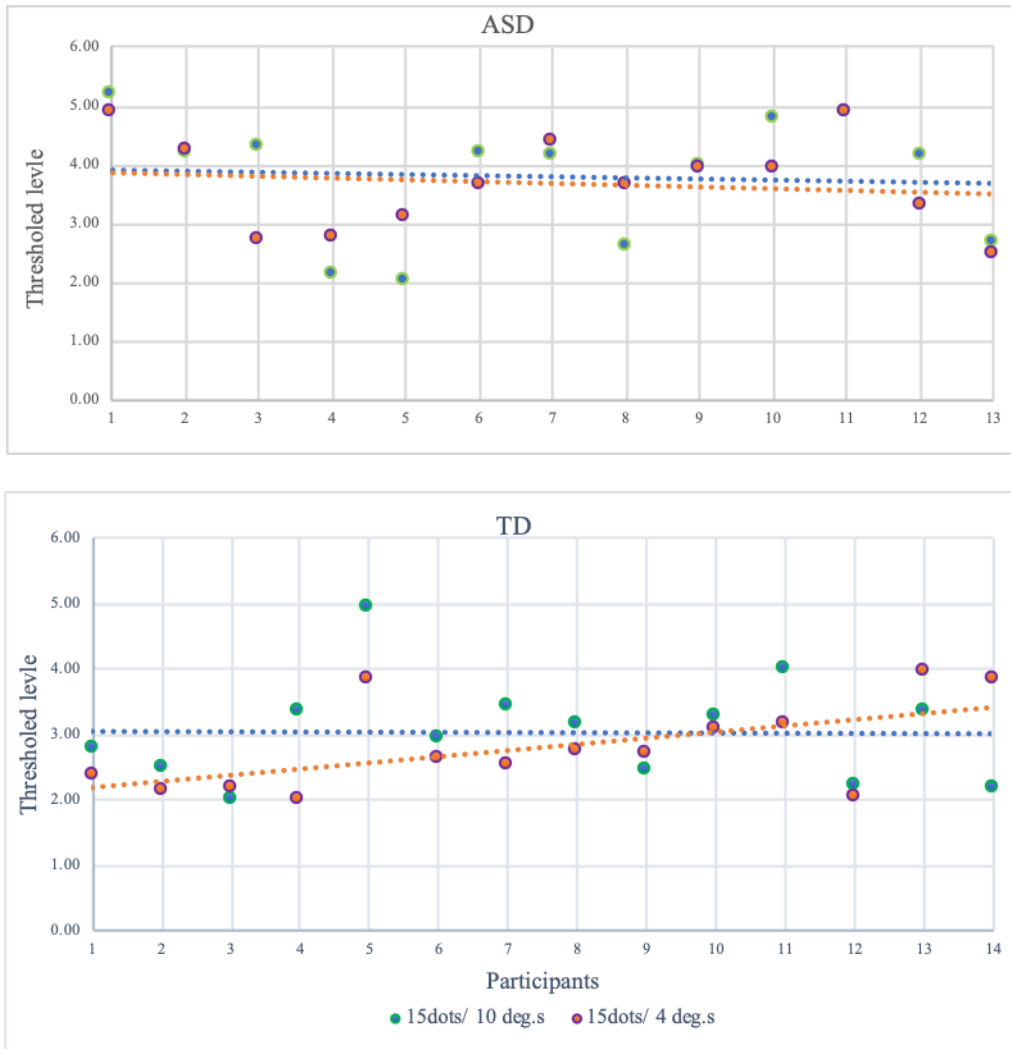 ASD
6.00
5.00
4.00
3.00
2.00
1.00
0.00
Thresholed levle
1 2 3 4 5 6 7 8 9 10 11 12 13
TD
6.00
5.00
4.00
3.00
2.00
1.00
0.00
Thresholed levle
1 2 3 4 5 6 7 8 9 10 11 12 13 14
Participants
15dots/ 10 deg.s 15dots/ 4 deg.s